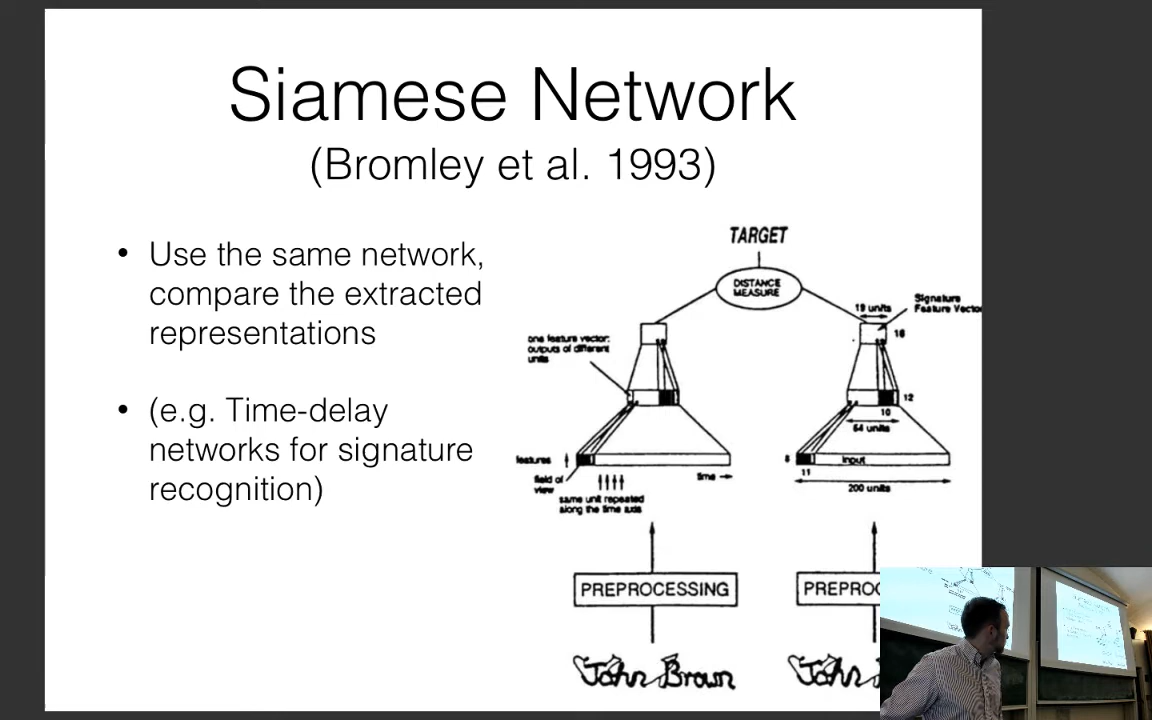 Siamese Network
(Bromley et al. 1993)
• Use the same network,
compare the extracted
representations
• (e.g. Time-delay
networks for signature
recognition)
TARGET
DISTANCE
MEASURE
19 units
Signature
Feature Vecto
16
one feature vector:
outputs of different
units
12
10
64 units
features
field of
view
time
same unit repeated
along the time axis
8
input
11
200 units
PREPROCESSING
PREPROC
John Brown
John